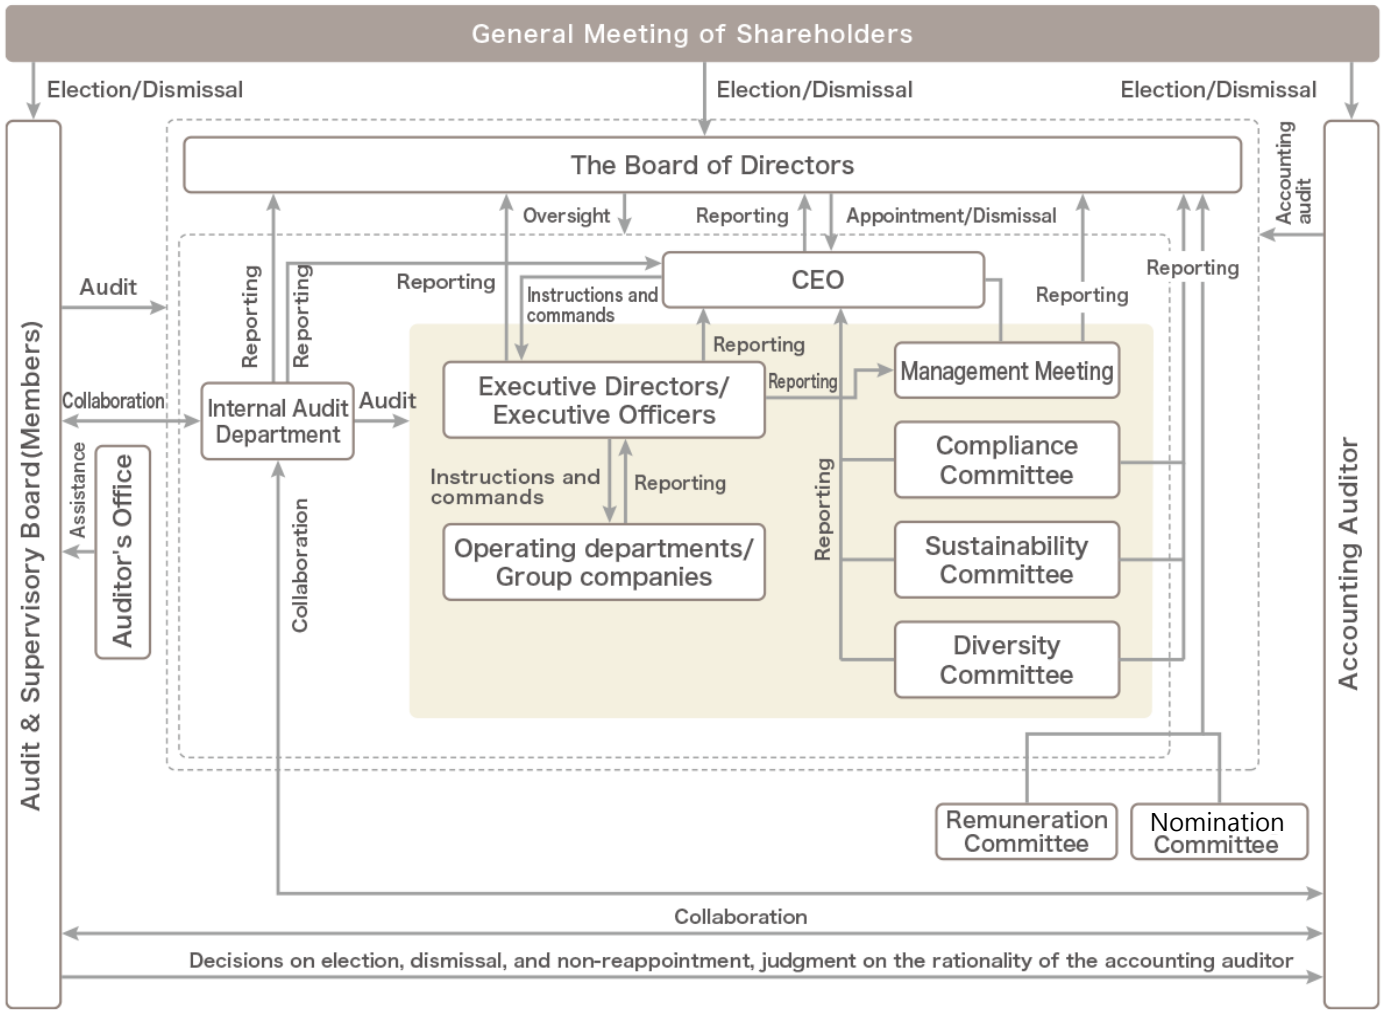 General Meeting of Shareholders
Election/Dismissal
Election/Dismissal
Election/Dismissal
The Board of Directors
Accounting
audit
Oversight
Reporting
Appointment/Dismissal
Reporting
Reporting
Reporting
CEO
Reporting
Reporting
Audit
Instructions and
commands
Reporting
Executive Directors/
Executive Officers
Reporting
Management Meeting
Collaboration
Internal Audit
Department
Audit
Compliance
Committee
Instructions and
commands
Reporting
Reporting
Assistance
Auditor's Office
Audit & Supervisory Board(Members)
Accounting Auditor
Collaboration
Operating departments/
Group companies
Sustainability
Committee
Diversity
Committee
Remuneration
Committee
Nomination
Committee
Collaboration
Decisions on election, dismissal, and non-reappointment, judgment on the rationality of the accounting auditor